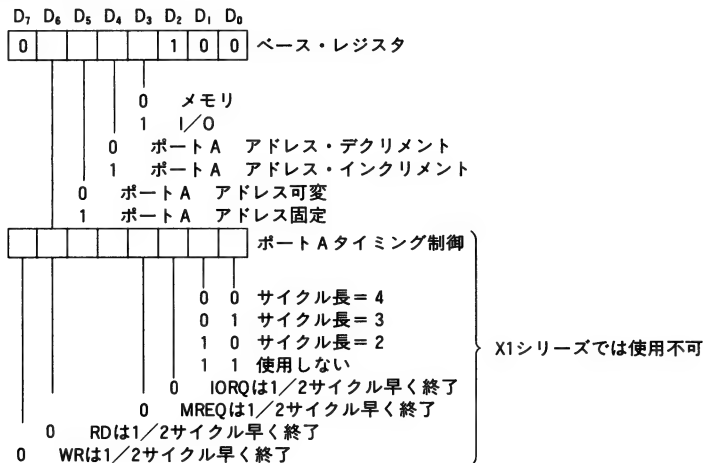 D7 D6 D5 D4 D3 D2 D1 D0
0 1 0 0 ベース・レジスタ
0 メモリ
1 I/O
0 ポートA アドレス・デクリメント
1 ポートA アドレス・インクリメント
0 ポートA アドレス可変
1 ポートA アドレス固定
ポートAタイミング制御
0 0 サイクル長=4
0 1 サイクル長=3
1 0 サイクル長=2
1 1 使用しない
0 IORQは1/2サイクル早く終了
0 MREQは1/2サイクル早く終了
0 RDは1/2サイクル早く終了
0 WRは1/2サイクル早く終了
X1シリーズでは使用不可